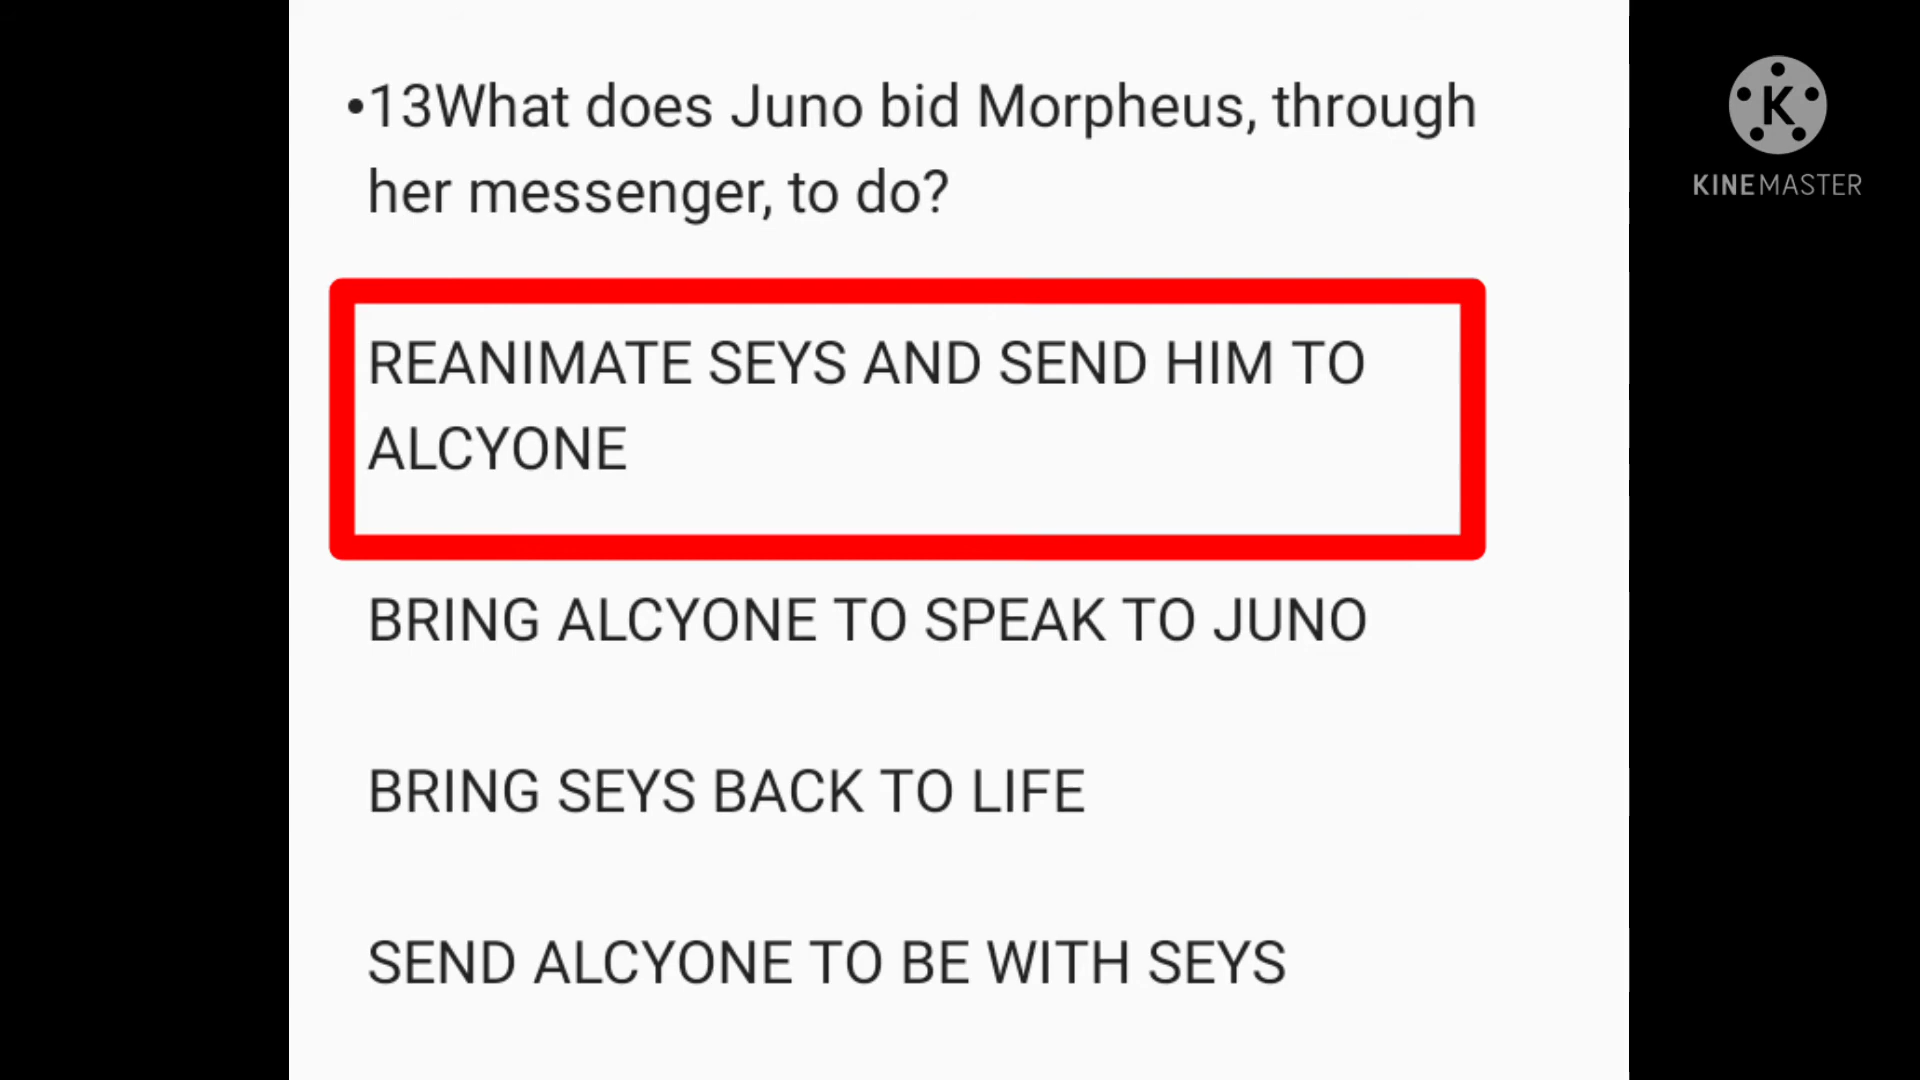 •13What does Juno bid Morpheus, through
her messenger, to do?
REANIMATE SEYS AND SEND HIM TO
ALCYONE
BRING ALCYONE TO SPEAK TO JUNO
BRING SEYS BACK TO LIFE
SEND ALCYONE TO BE WITH SEYS
K
KINEMASTER